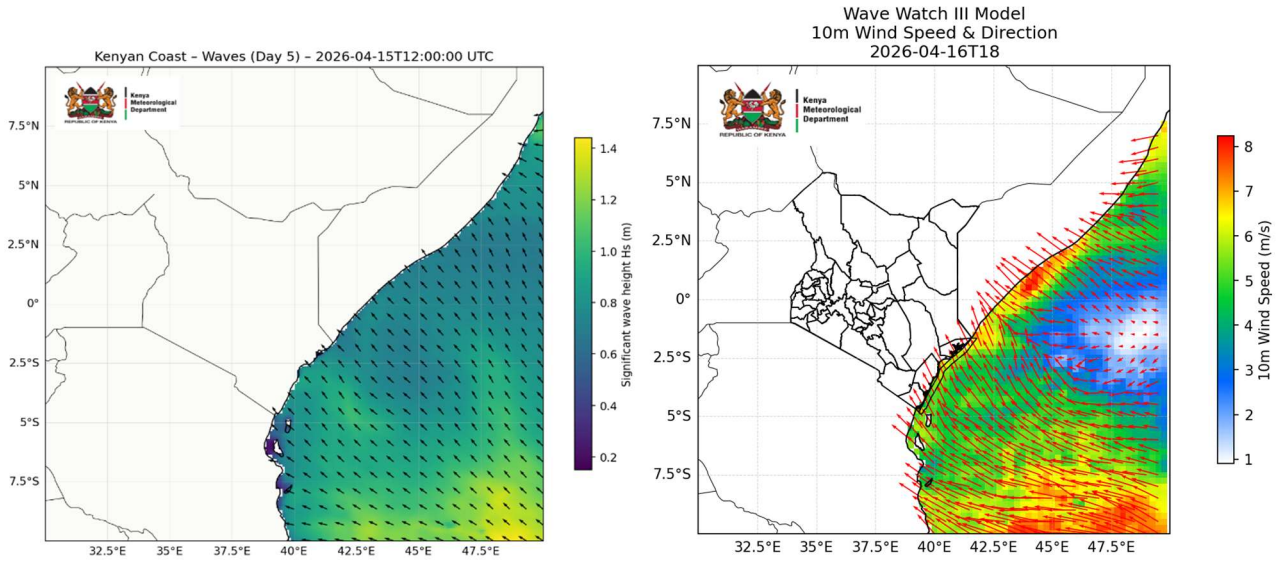 Kenyan Coast – Waves (Day 5) – 2026-04-15T12:00:00 UTC
Kenya
Meteorological
Department
REPUBLIC OF KENYA
7.5°N
5°N
2.5°N
0°
2.5°S
5°S
7.5°S
32.5°E
35°E
37.5°E
40°E
42.5°E
45°E
47.5°E
1.4
1.2
1.0
0.8
0.6
0.4
0.2
Significant wave height Hs (m)
Wave Watch III Model
10m Wind Speed & Direction
2026-04-16T18
Kenya
Meteorological
Department
REPUBLIC OF KENYA
7.5°N
5°N
2.5°N
0°
2.5°S
5°S
7.5°S
32.5°E
35°E
37.5°E
40°E
42.5°E
45°E
47.5°E
8
7
6
5
4
3
2
1
10m Wind Speed (m/s)